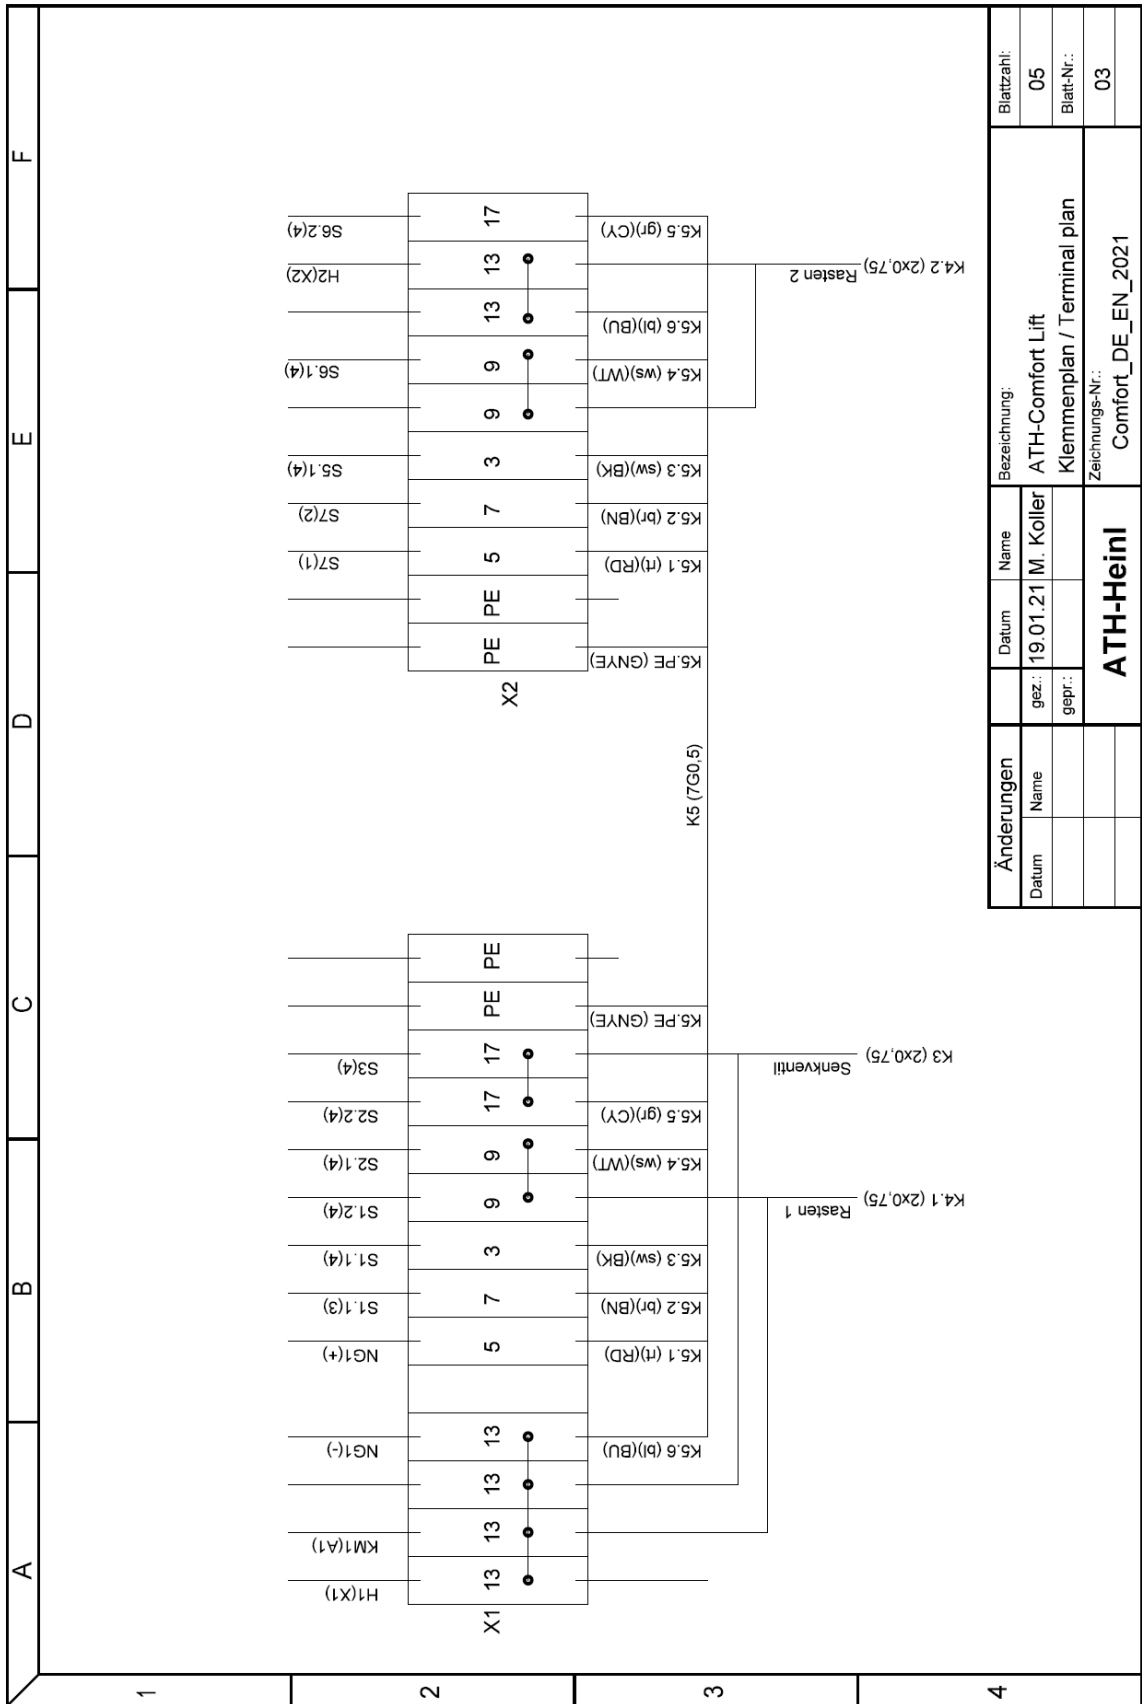 A B C D E F
1
2
3
4
H1(X1)
KM1(A1)
NG1(-)
NG1(+)
S1.1(3)
S1.1(4)
S1.2(4)
S2.1(4)
S2.2(4)
S3(4)
X1 13 13 13 13 5 7 3 9 9 17 17 PE PE
K5.6 (bl)(BU)
K5.1 (rt)(RD)
K5.2 (br)(BN)
K5.3 (sw)(BK)
K5.4 (ws)(WT)
K5.5 (gr)(CY)
K5.PE (GNYE)
Rasten 1
K4.1 (2x0,75)
Senkventil
K3 (2x0,75)
K5 (7G0,5)
S7(1)
S7(2)
S5.1(4)
S6.1(4)
H2(X2)
S6.2(4)
X2
PE PE 5 7 3 9 9 13 13 17
K5.PE (GNYE)
K5.1 (rt)(RD)
K5.2 (br)(BN)
K5.3 (sw)(BK)
K5.4 (ws)(WT)
K5.6 (bl)(BU)
K5.5 (gr)(CY)
Rasten 2
K4.2 (2x0,75)
Änderungen
Datum Name
Datum Name
gez.: 19.01.21 M. Koller
gepr.:
ATH-Heinl
Bezeichnung:
ATH-Comfort Lift
Klemmenplan / Terminal plan
Zeichnungs-Nr.:
Comfort_DE_EN_2021
Blattzahl:
05
Blatt-Nr.:
03